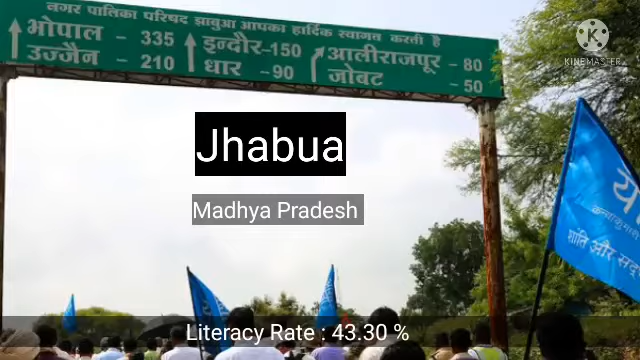 नगर पालिका परिषद झाबुआ आपका हार्दिक स्वागत करती है
भोपाल - 335
उज्जैन - 210
इन्दौर-150
धार -90
आलीराजपूर - 80
जोबट - 50
KINEMASTER
Jhabua
Madhya Pradesh
शांति और
Literacy Rate : 43.30 %